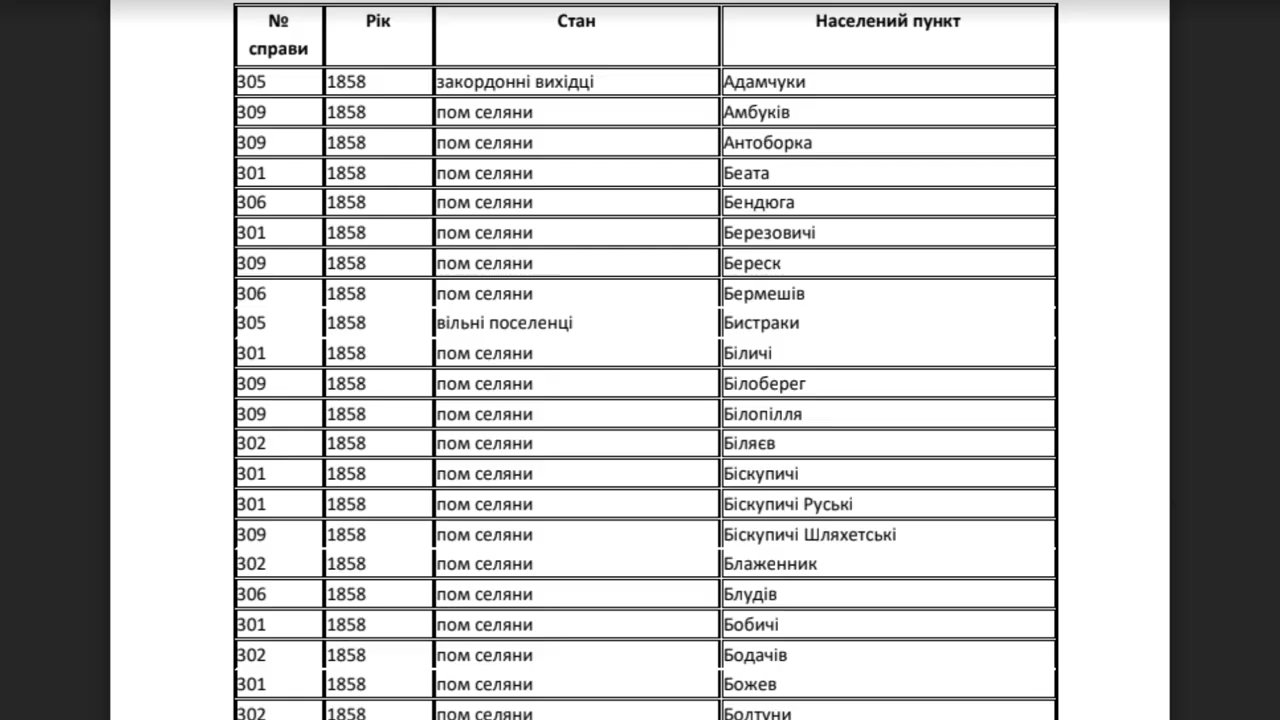 № справи Рік Стан Населений пункт
305 1858 закордонні вихідці Адамчуки
309 1858 пом селяни Амбуків
309 1858 пом селяни Антоборка
301 1858 пом селяни Беата
306 1858 пом селяни Бендюга
301 1858 пом селяни Березовичі
309 1858 пом селяни Береск
306 1858 пом селяни Бермешів
305 1858 вільні поселенці Бистраки
301 1858 пом селяни Біличі
309 1858 пом селяни Білоберег
309 1858 пом селяни Білопілля
302 1858 пом селяни Біляєв
301 1858 пом селяни Біскупичі
301 1858 пом селяни Біскупичі Руські
309 1858 пом селяни Біскупичі Шляхетські
302 1858 пом селяни Блаженник
306 1858 пом селяни Блудів
301 1858 пом селяни Бобичі
302 1858 пом селяни Бодачів
301 1858 пом селяни Божев
302 1858 пом селяни Болтуни